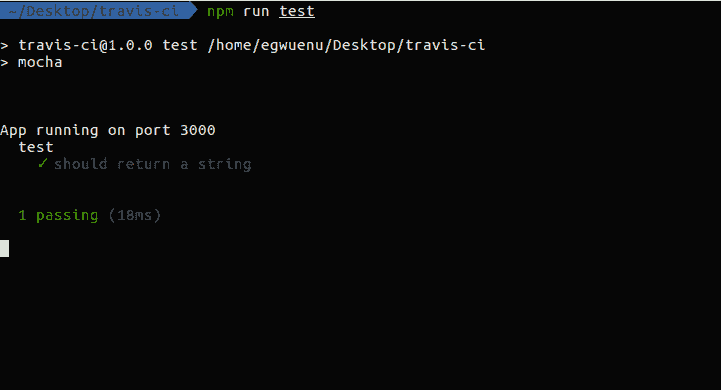 ~/Desktop/travis-ci npm run test
> travis-ci@1.0.0 test /home/egwuenu/Desktop/travis-ci
> mocha
App running on port 3000
test
✓ should return a string
1 passing (18ms)